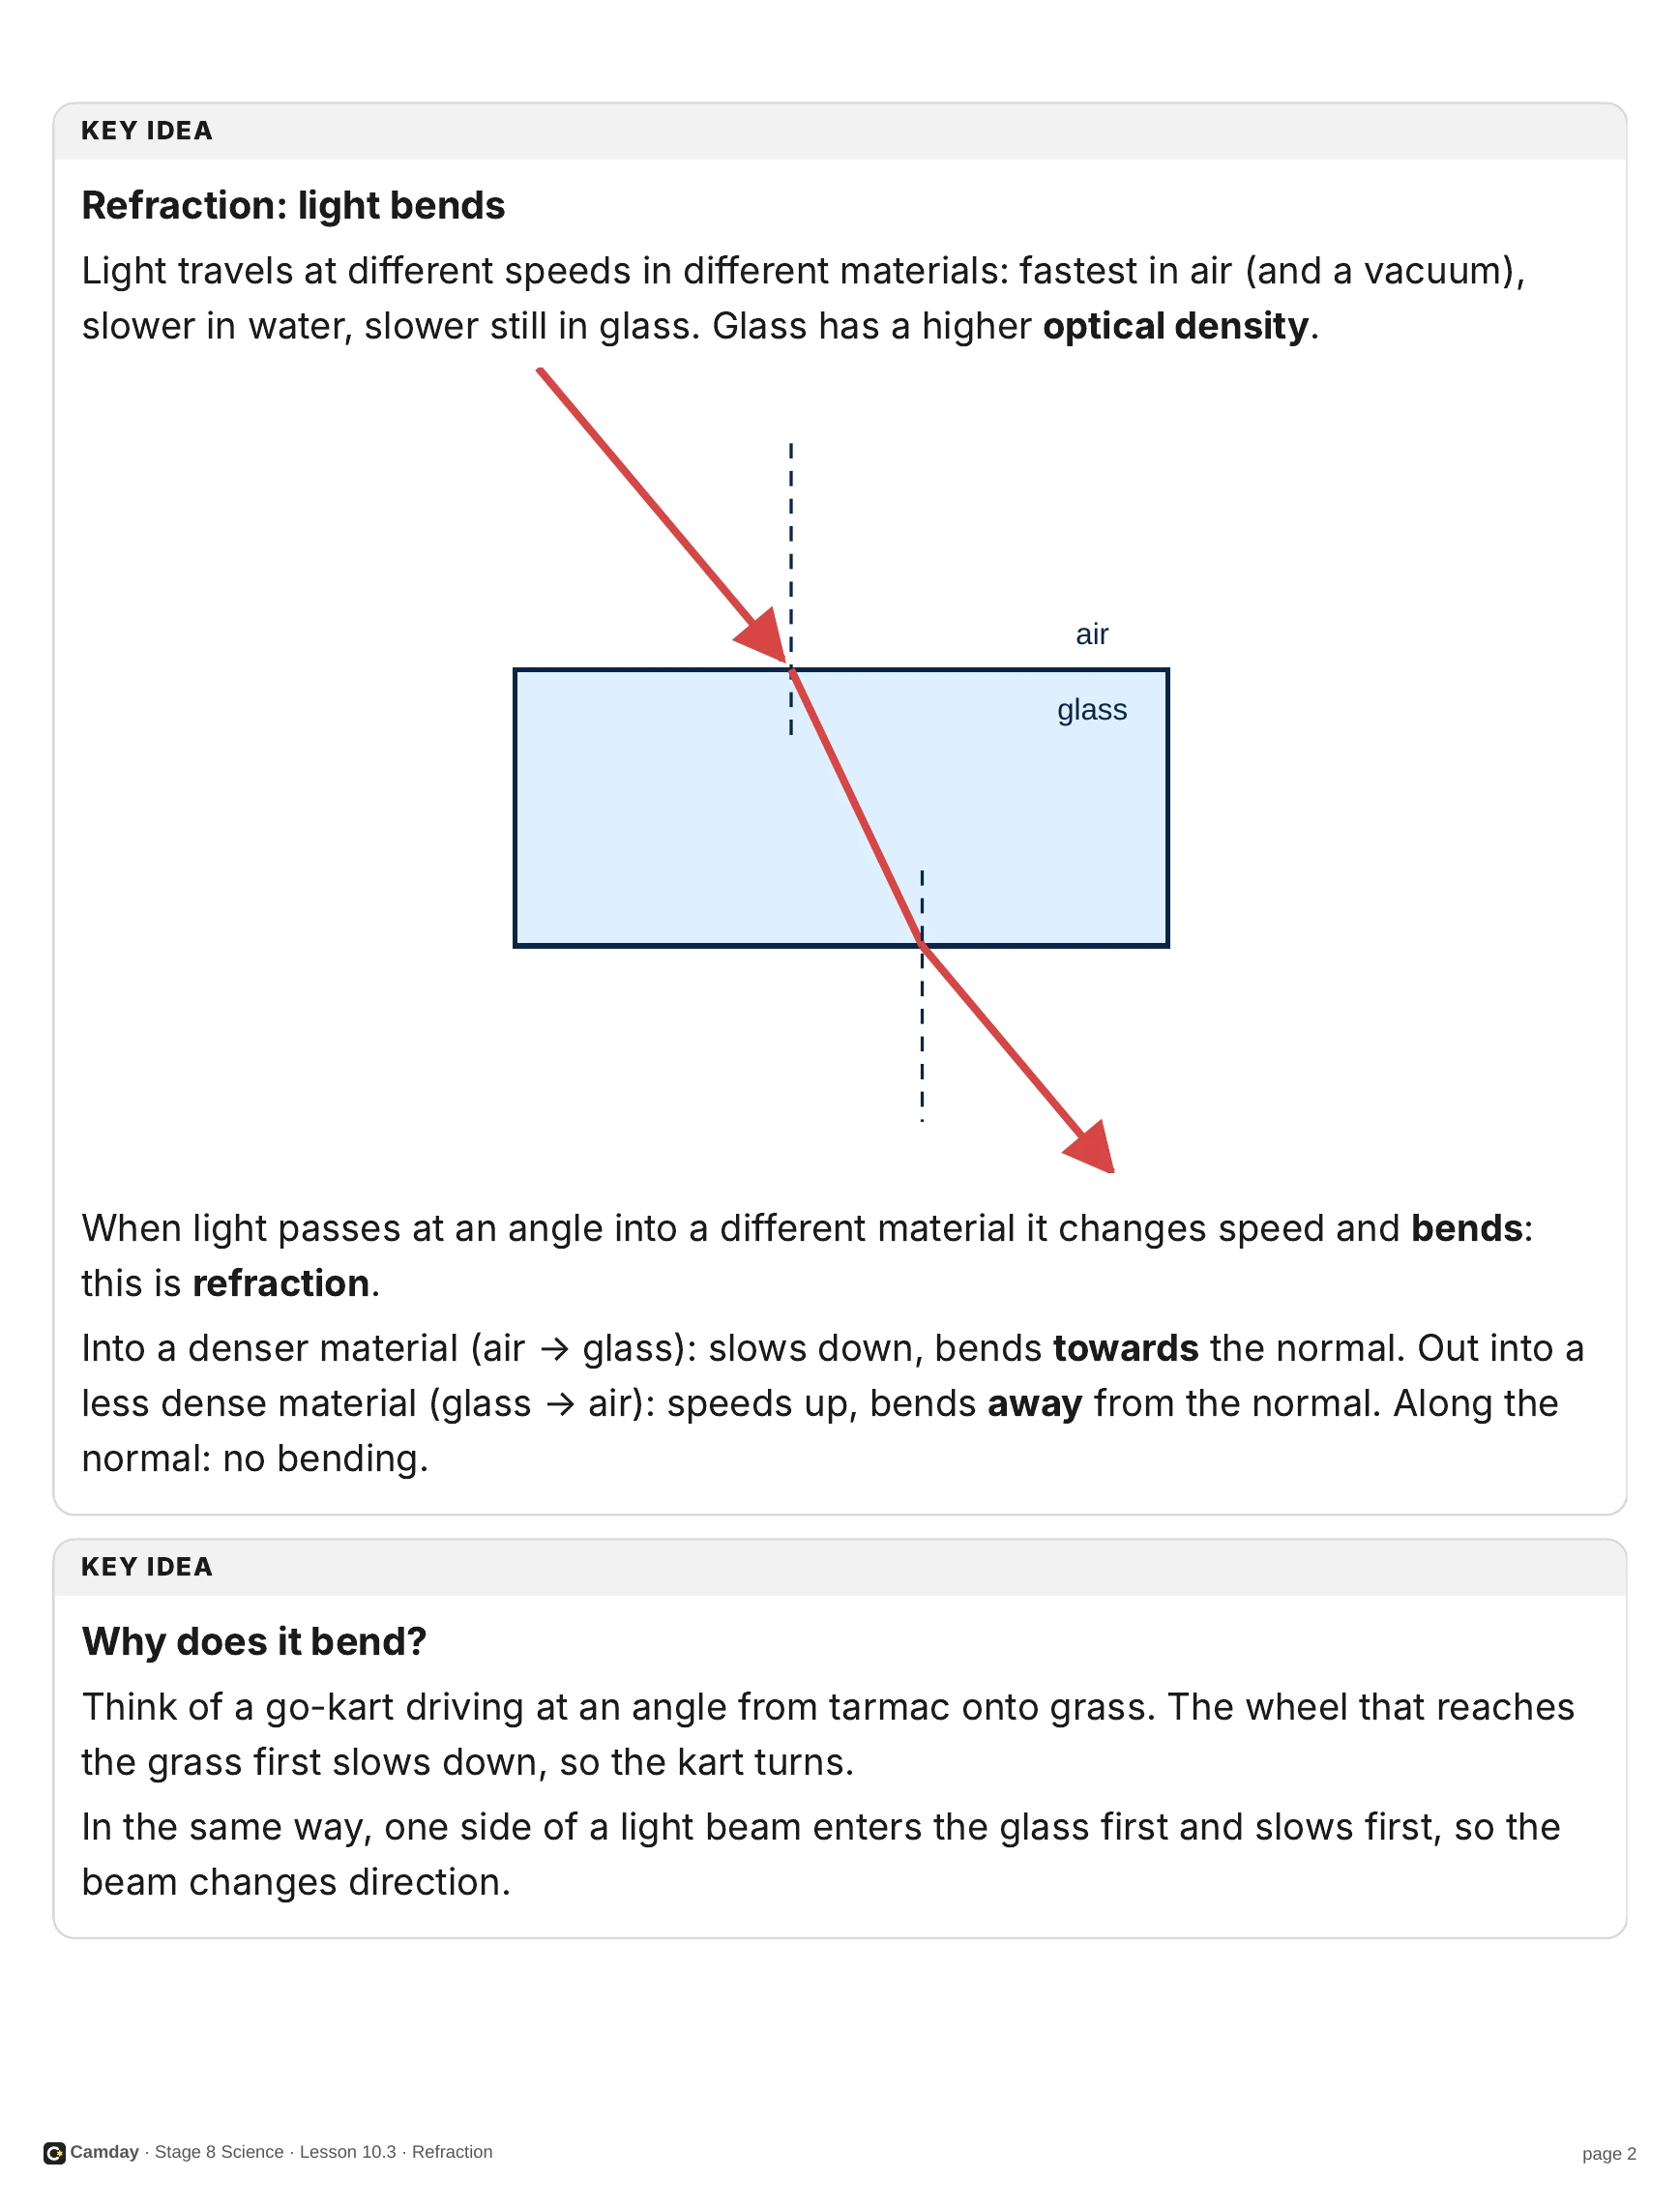 KEY IDEA
Refraction: light bends
Light travels at different speeds in different materials: fastest in air (and a vacuum),
slower in water, slower still in glass. Glass has a higher optical density.
air
glass
When light passes at an angle into a different material it changes speed and bends:
this is refraction.
Into a denser material (air → glass): slows down, bends towards the normal. Out into a
less dense material (glass → air): speeds up, bends away from the normal. Along the
normal: no bending.
KEY IDEA
Why does it bend?
Think of a go-kart driving at an angle from tarmac onto grass. The wheel that reaches
the grass first slows down, so the kart turns.
In the same way, one side of a light beam enters the glass first and slows first, so the
beam changes direction.
Camday · Stage 8 Science · Lesson 10.3 · Refraction
page 2